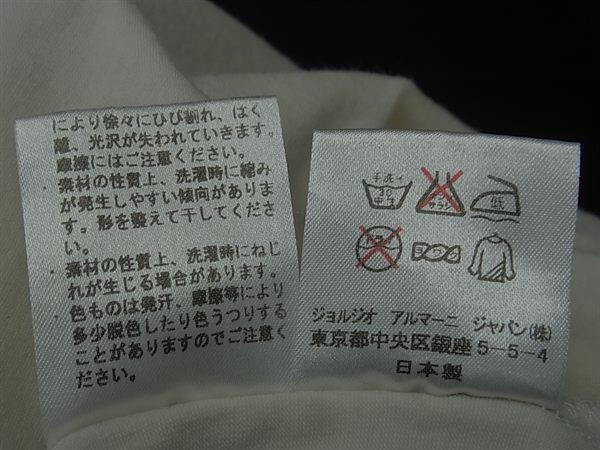 により徐々にひび割れ、はく
離、光沢が失われていきます。
摩擦にはご注意ください。
・素材の性質上、洗濯時に縮み
が発生しやすい傾向がありま
す。形を整えて干してくださ
い。
・素材の性質上、洗濯時にねじ
れが生じる場合があります。
・色ものは発汗、摩擦等により
多少脱色したり色うつりする
ことがありますのでご注意く
ださい。
手洗イ
30
中性
エンソ
サラシ
低
ドライ
ジョルジオ アルマーニ ジャパン(株)
東京都中央区銀座5-5-4
日本製